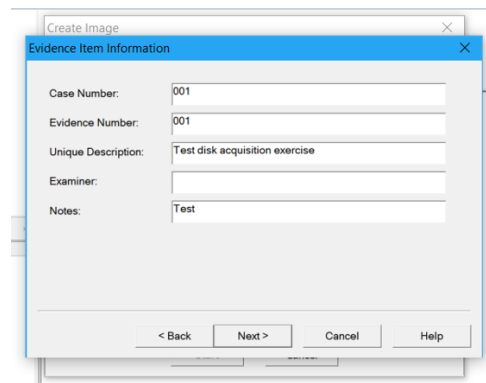 Create Image
Evidence Item Information
Case Number: 001
Evidence Number: 001
Unique Description: Test disk acquisition exercise
Examiner:
Notes: Test
< Back Next > Cancel Help